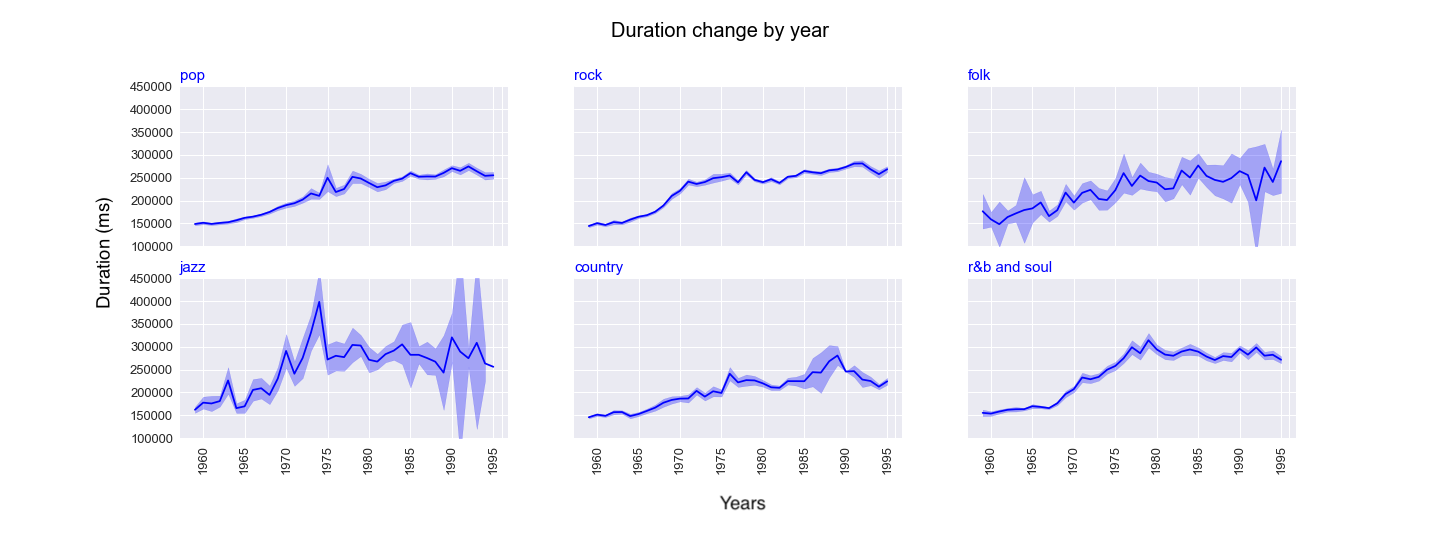 Duration change by year
pop
rock
folk
450000
400000
350000
300000
250000
200000
150000
100000
Duration (ms)
jazz
country
r&b and soul
450000
400000
350000
300000
250000
200000
150000
100000
1960 1965 1970 1975 1980 1985 1990 1995
1960 1965 1970 1975 1980 1985 1990 1995
1960 1965 1970 1975 1980 1985 1990 1995
Years